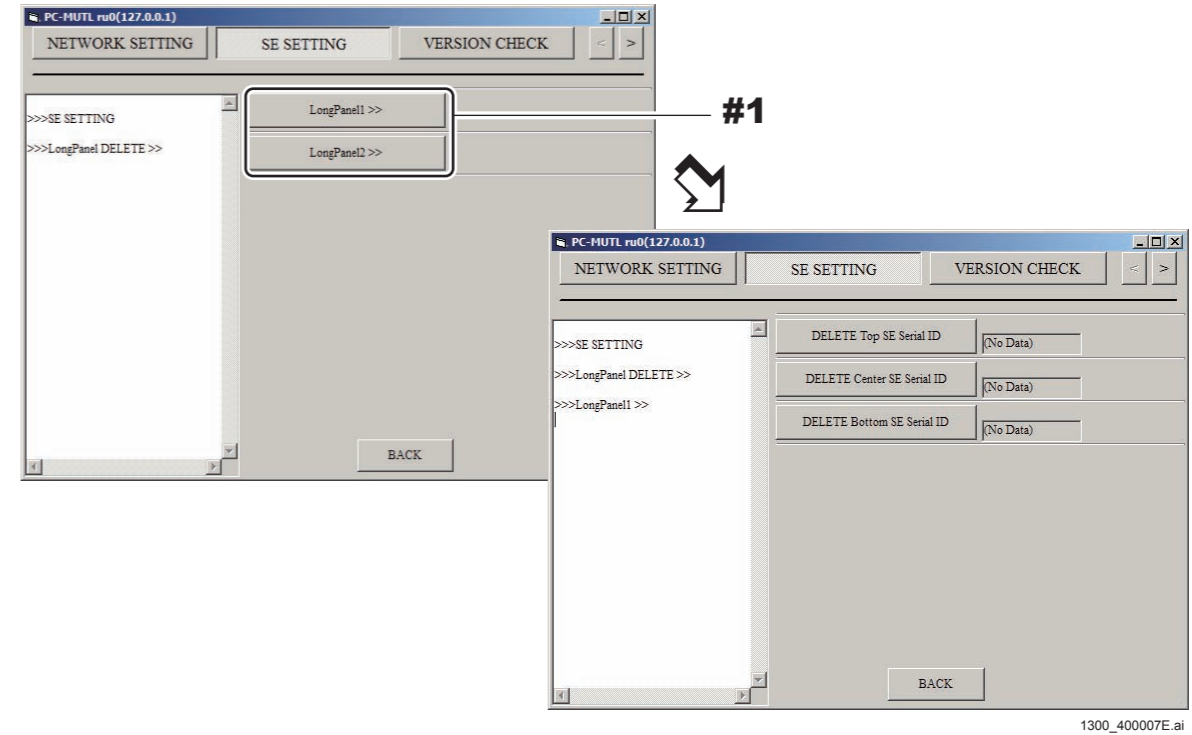 PC-MUTL ru0(127.0.0.1)
NETWORK SETTING SE SETTING VERSION CHECK < >
>>>SE SETTING
>>>LongPanel DELETE >>
LongPanel1 >>
LongPanel2 >>
BACK
#1
PC-MUTL ru0(127.0.0.1)
NETWORK SETTING SE SETTING VERSION CHECK < >
>>>SE SETTING
>>>LongPanel DELETE >>
>>>LongPanel1 >>
DELETE Top SE Serial ID (No Data)
DELETE Center SE Serial ID (No Data)
DELETE Bottom SE Serial ID (No Data)
BACK
1300_400007E.ai